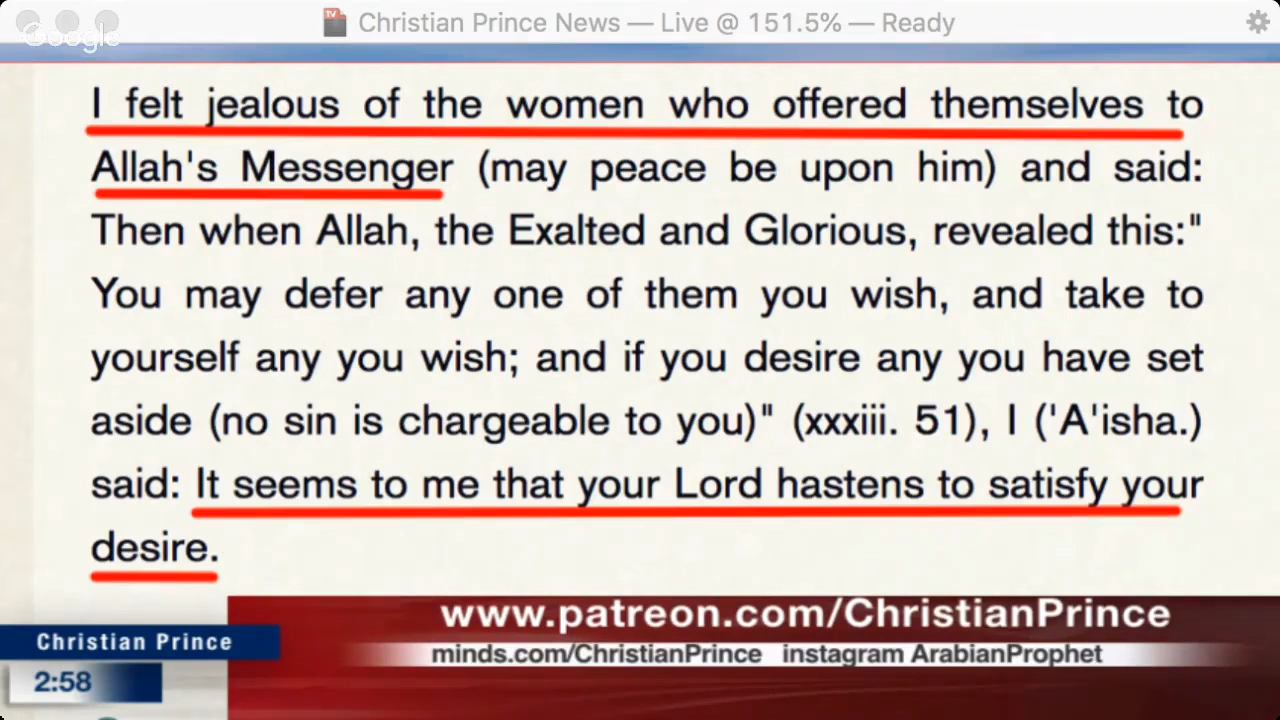 Christian Prince News — Live @ 151.5% — Ready
Google
I felt jealous of the women who offered themselves to
Allah's Messenger (may peace be upon him) and said:
Then when Allah, the Exalted and Glorious, revealed this:"
You may defer any one of them you wish, and take to
yourself any you wish; and if you desire any you have set
aside (no sin is chargeable to you)" (xxxiii. 51), I ('A'isha.)
said: It seems to me that your Lord hastens to satisfy your
desire.
www.patreon.com/ChristianPrince
Christian Prince
minds.com/ChristianPrince instagram ArabianProphet
2:58